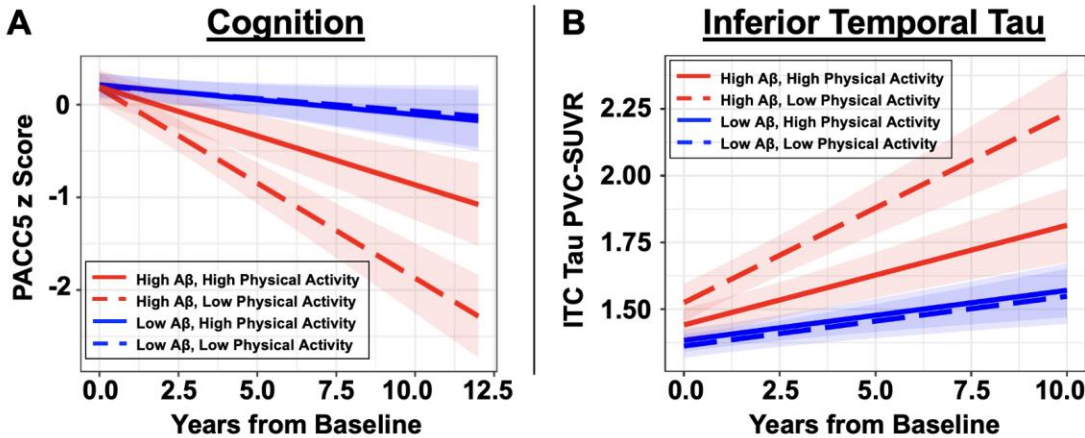 A
Cognition
PACC5 z Score
0
-1
-2
High Aβ, High Physical Activity
High Aβ, Low Physical Activity
Low Aβ, High Physical Activity
Low Aβ, Low Physical Activity
0.0 2.5 5.0 7.5 10.0 12.5
Years from Baseline
B
Inferior Temporal Tau
ITC Tau PVC-SUVR
2.25
2.00
1.75
1.50
High Aβ, High Physical Activity
High Aβ, Low Physical Activity
Low Aβ, High Physical Activity
Low Aβ, Low Physical Activity
0.0 2.5 5.0 7.5 10.0
Years from Baseline